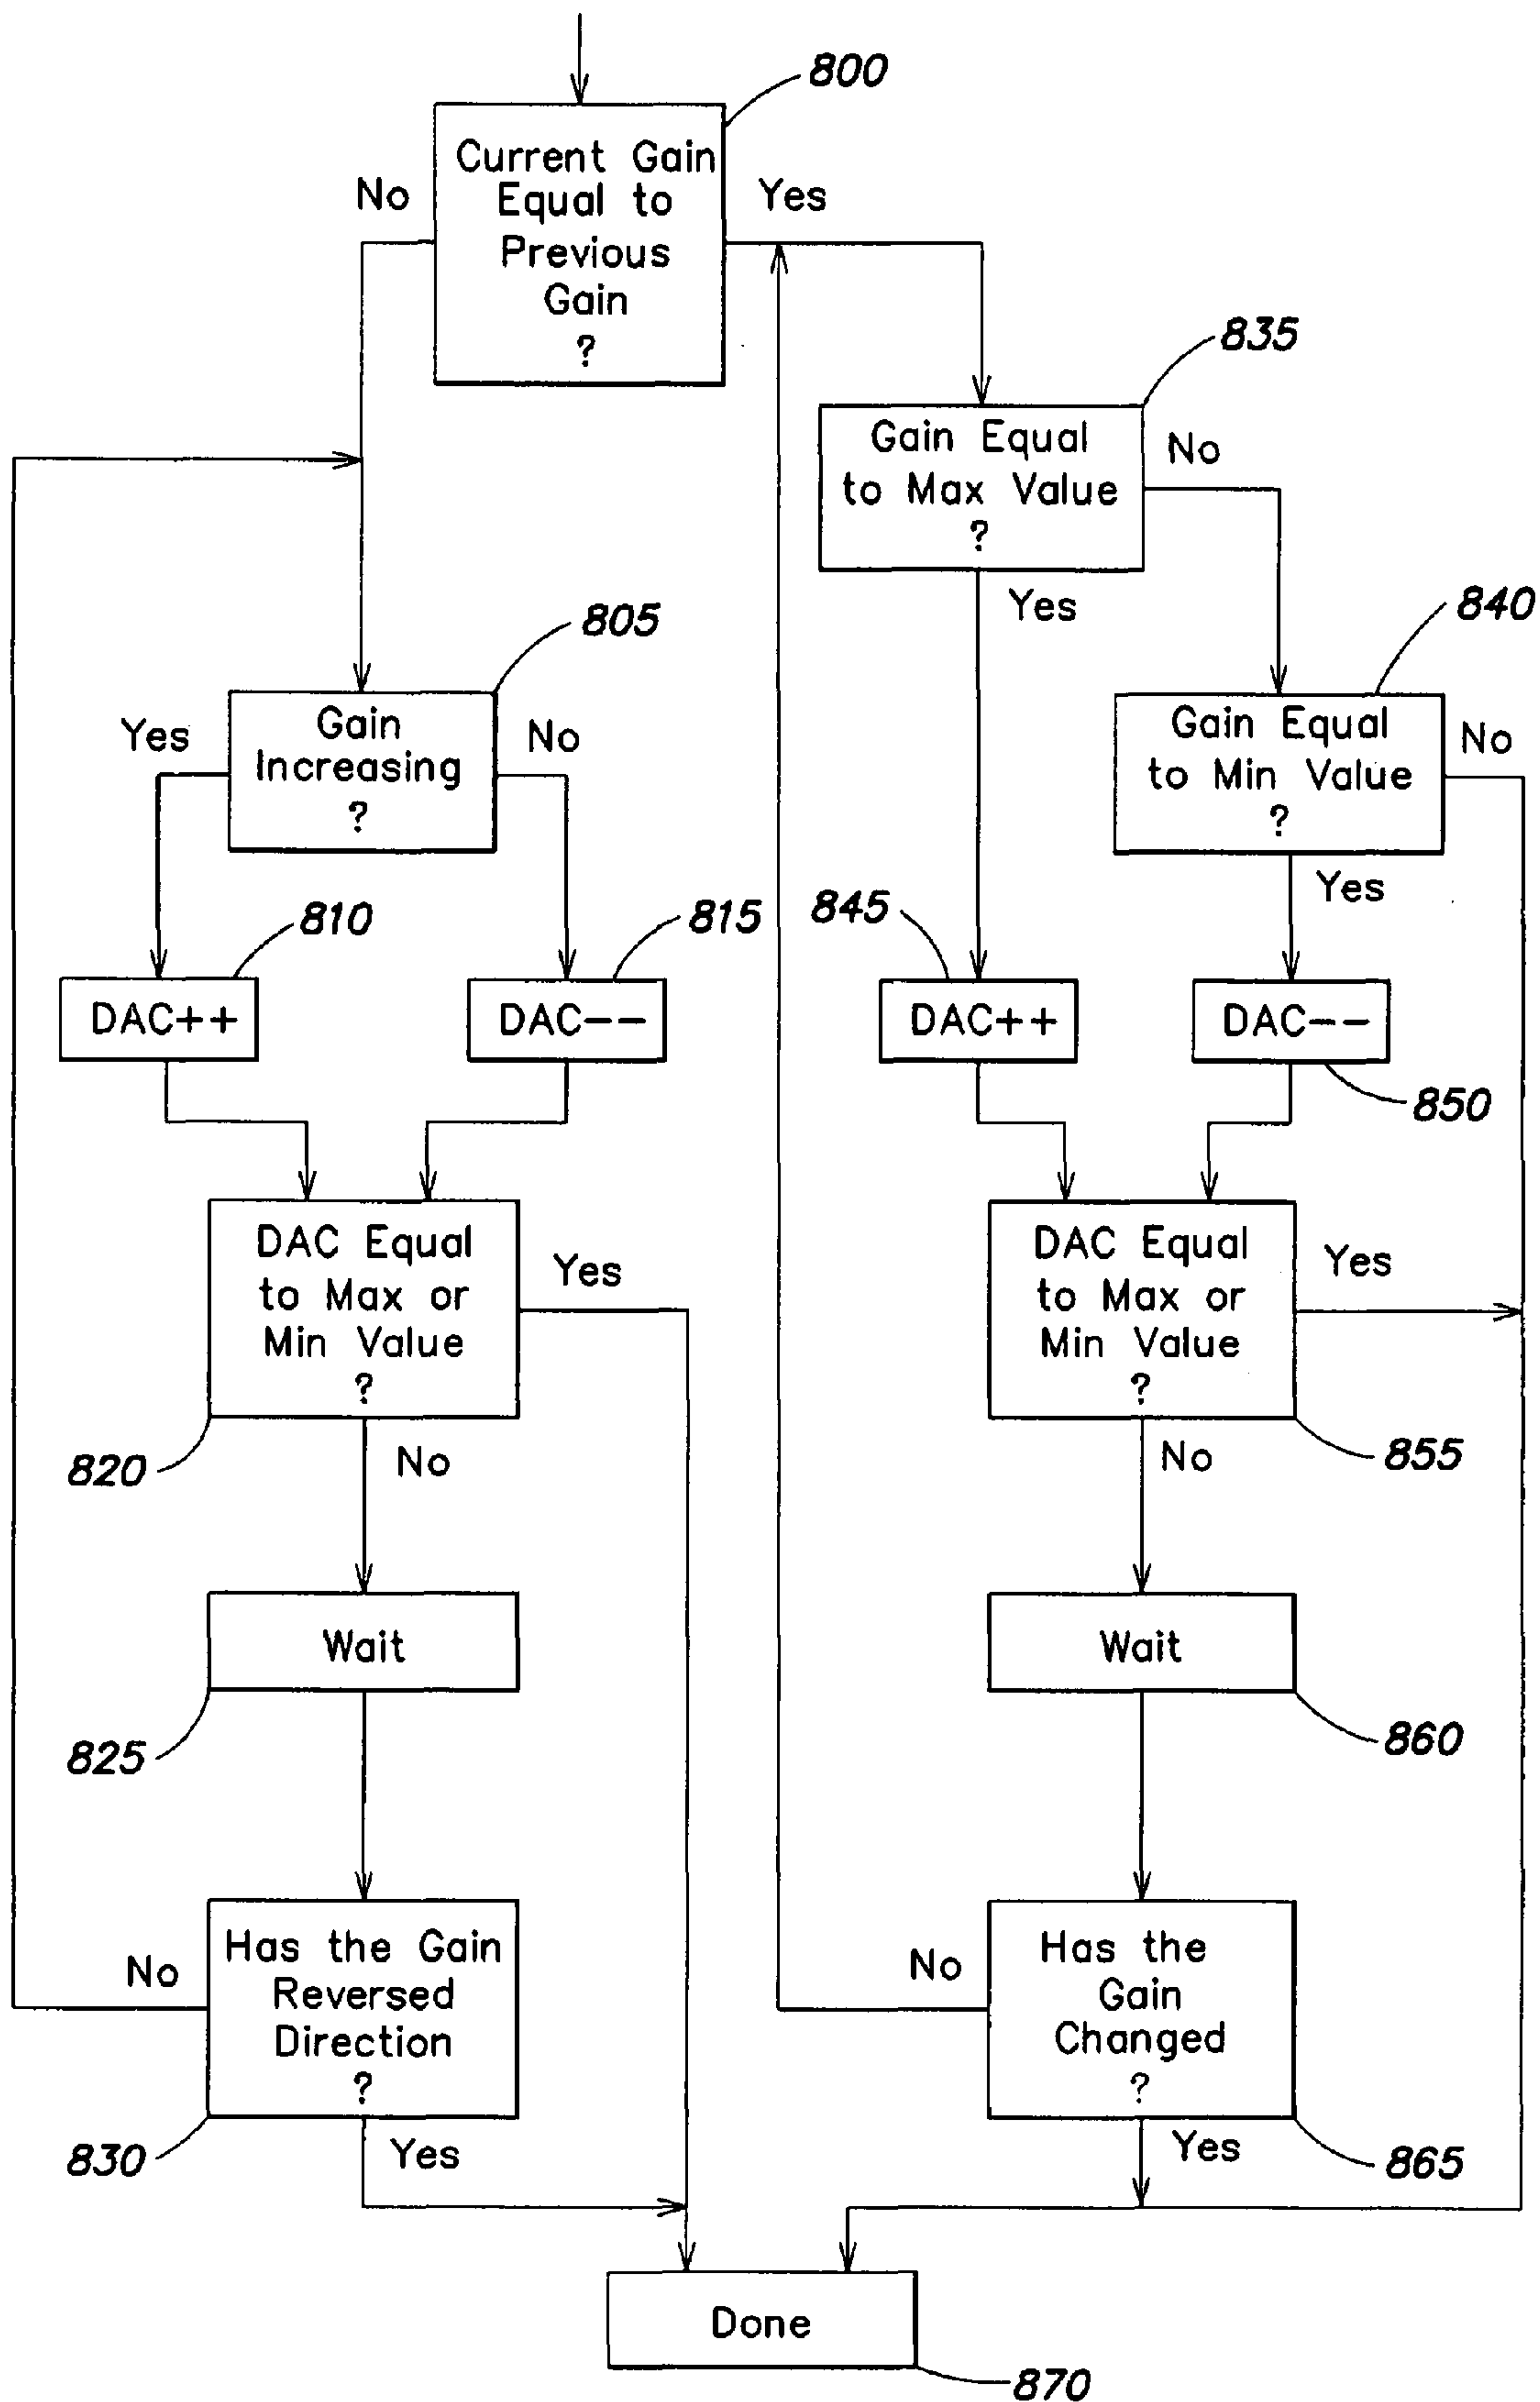 800
Current Gain
Equal to
Previous
Gain
?
No
Yes
835
Gain Equal
to Max Value
?
No
Yes
805
Gain
Increasing
?
Yes
No
840
Gain Equal
to Min Value
?
No
Yes
810
DAC++
815
DAC--
845
DAC++
DAC--
850
DAC Equal
to Max or
Min Value
?
Yes
820
No
DAC Equal
to Max or
Min Value
?
Yes
855
No
Wait
825
Wait
860
Has the Gain
Reversed
Direction
?
No
830
Yes
Has the
Gain
Changed
?
No
Yes
865
Done
870